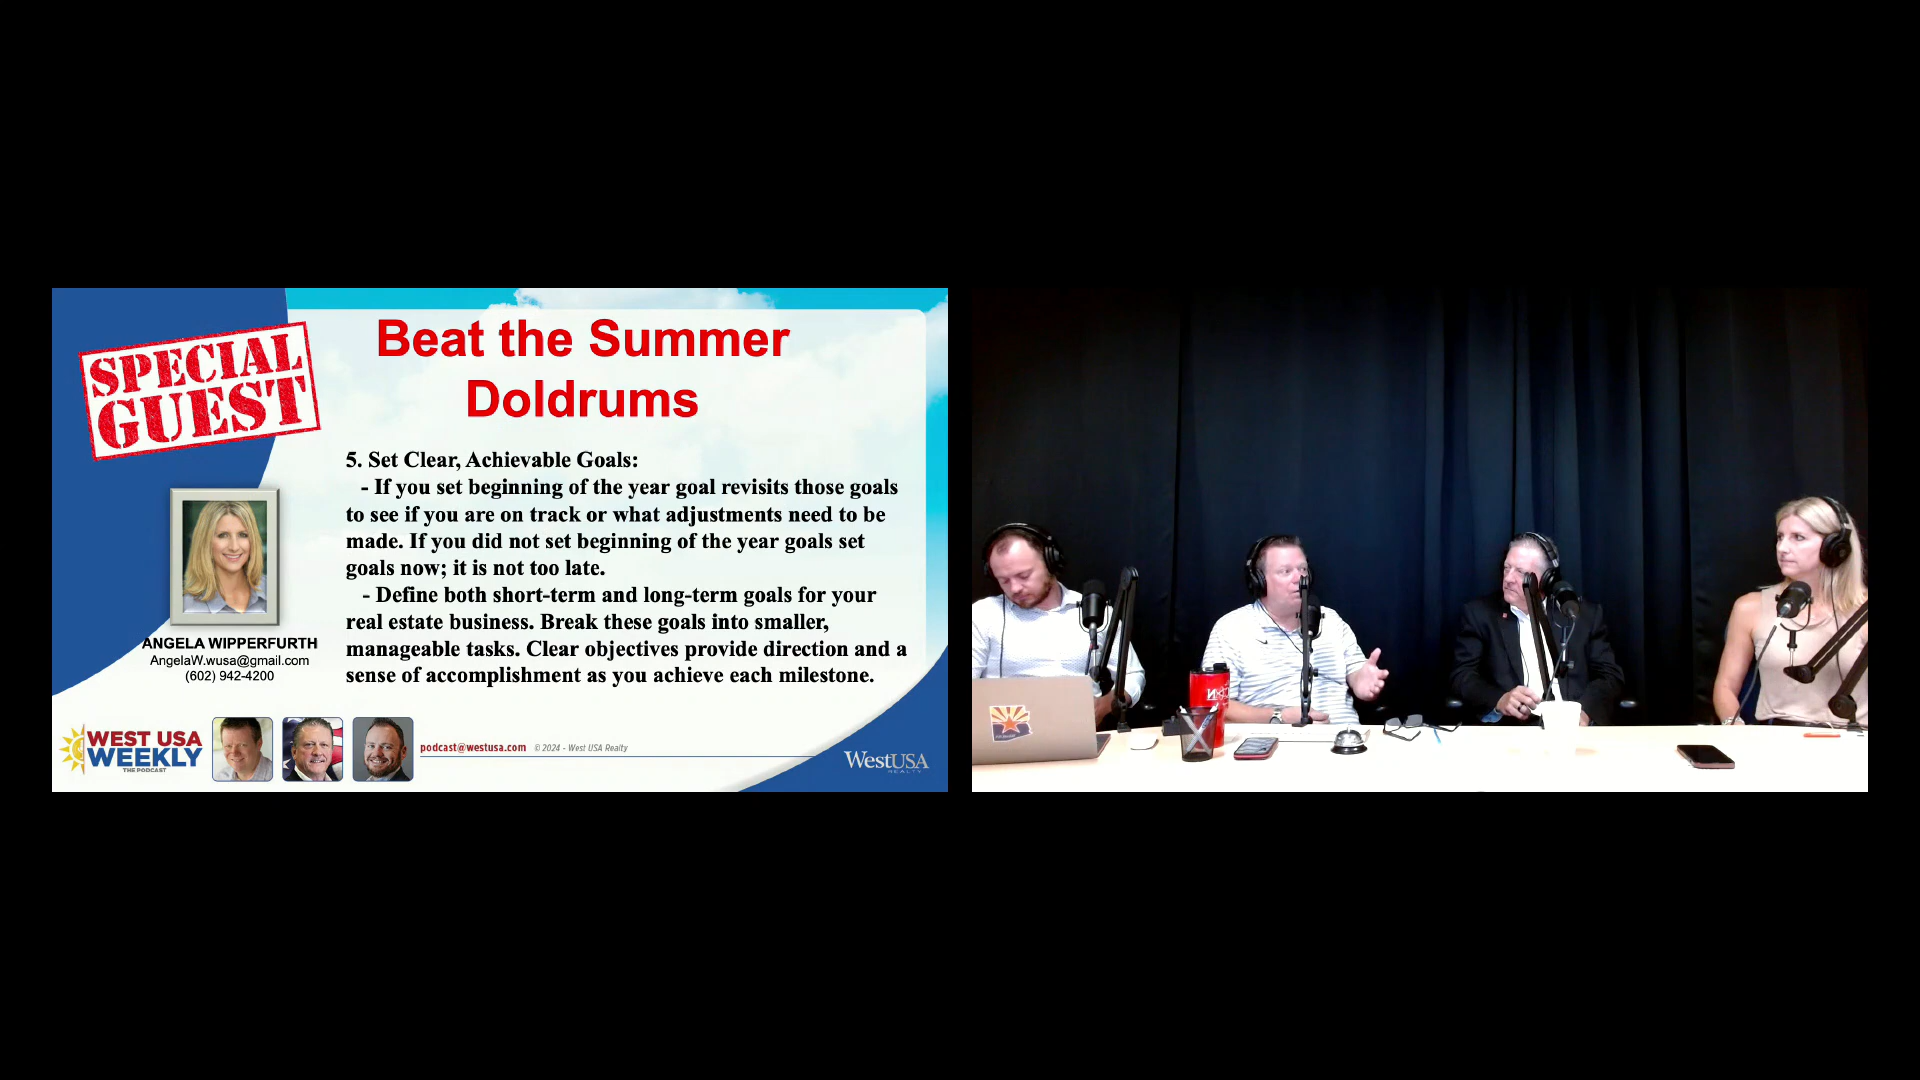 SPECIAL
GUEST
Beat the Summer
Doldrums
5. Set Clear, Achievable Goals:
- If you set beginning of the year goal revisits those goals
to see if you are on track or what adjustments need to be
made. If you did not set beginning of the year goals set
goals now; it is not too late.
- Define both short-term and long-term goals for your
real estate business. Break these goals into smaller,
manageable tasks. Clear objectives provide direction and a
sense of accomplishment as you achieve each milestone.
ANGELA WIPPERFURTH
AngelaW.wusa@gmail.com
(602) 942-4200
WEST USA
WEEKLY
THE PODCAST
podcast@westusa.com © 2024 - West USA Realty
WestUSA
REALTY